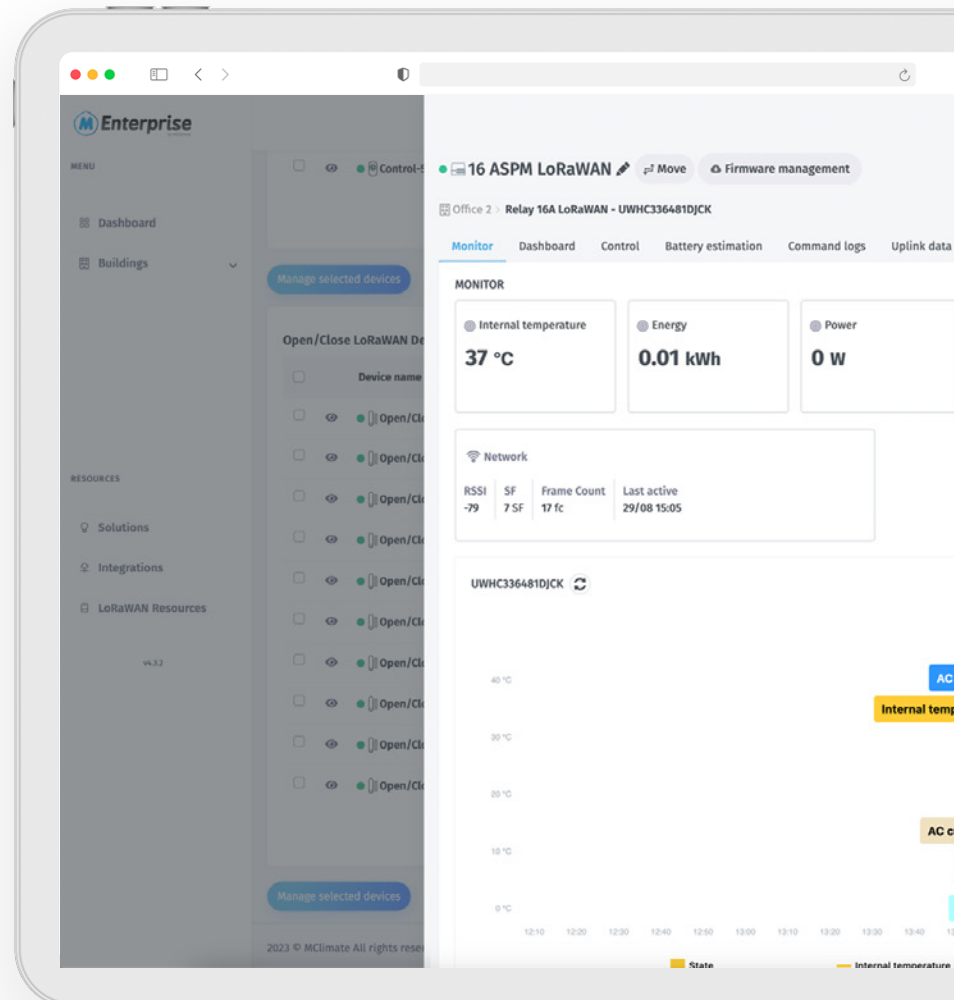 M Enterprise
MENU
Dashboard
Buildings
RESOURCES
Solutions
Integrations
LoRaWAN Resources
v4.3.2
Control-
Manage selected devices
Open/Close LoRaWAN De
Device name
Open/Cl
Open/Cl
Open/Cl
Open/Cl
Open/Cl
Open/Cl
Open/Cl
Open/Cl
Open/Cl
Open/Cl
Manage selected devices
2023 © MClimate All rights rese
16 ASPM LoRaWAN Move Firmware management
Office 2 > Relay 16A LoRaWAN - UWHC336481DJCK
Monitor Dashboard Control Battery estimation Command logs Uplink data
MONITOR
Internal temperature Energy Power
37 °C 0.01 kWh 0 W
Network
RSSI SF Frame Count Last active
-79 7 SF 17 fc 29/08 15:05
UWHC336481DJCK
40 °C
AC
Internal temp
30 °C
20 °C
AC c
10 °C
0 °C
12:10 12:20 12:30 12:40 12:50 13:00 13:10 13:20 13:30 13:40
State Internal temperature